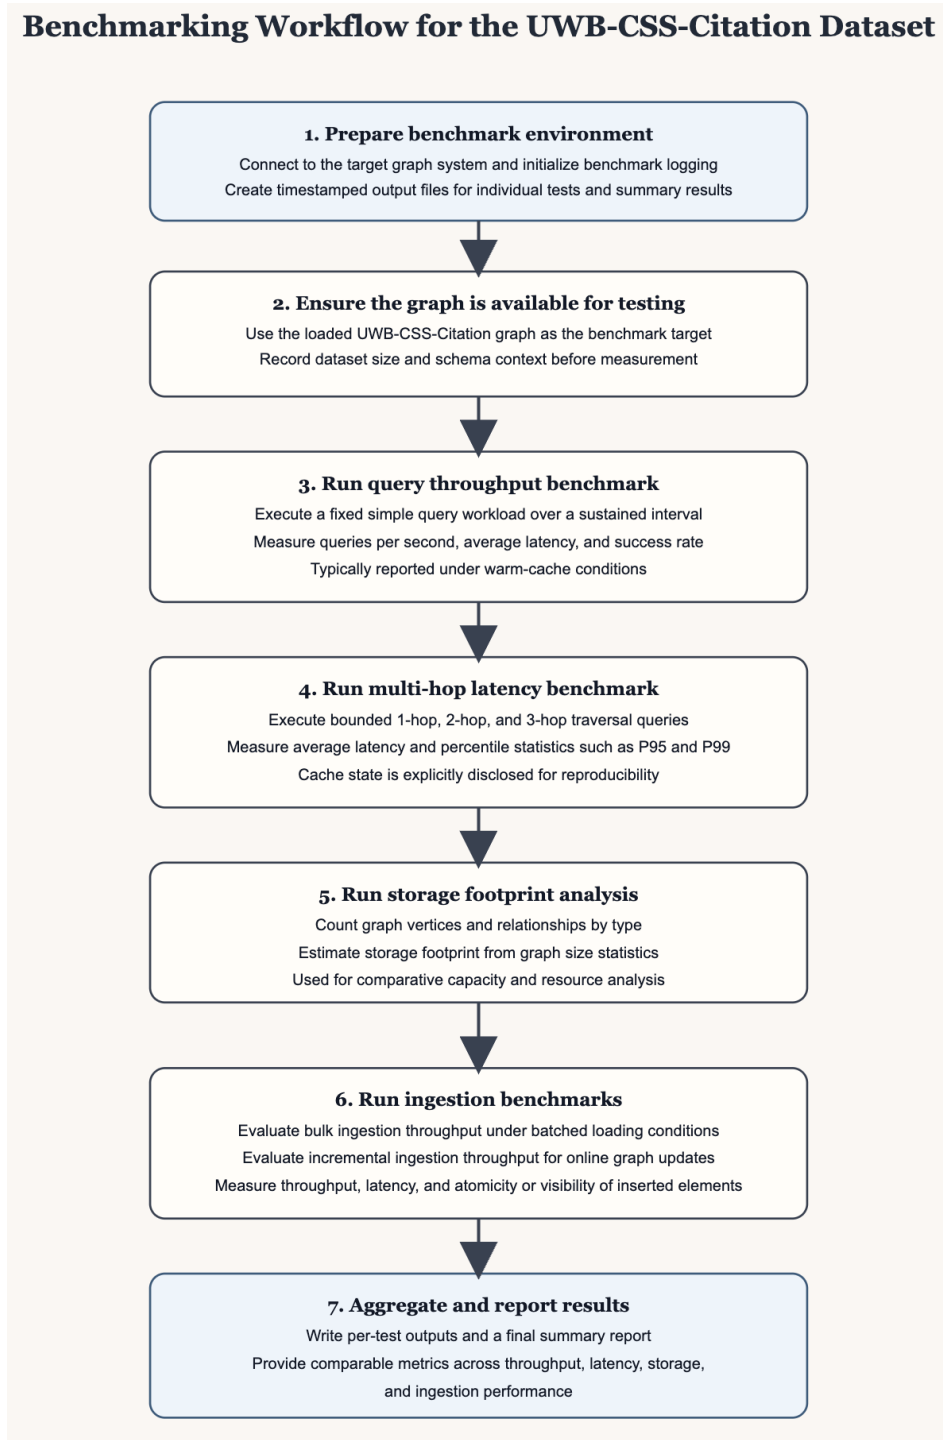 Benchmarking Workflow for the UWB-CSS-Citation Dataset
1. Prepare benchmark environment
Connect to the target graph system and initialize benchmark logging
Create timestamped output files for individual tests and summary results
2. Ensure the graph is available for testing
Use the loaded UWB-CSS-Citation graph as the benchmark target
Record dataset size and schema context before measurement
3. Run query throughput benchmark
Execute a fixed simple query workload over a sustained interval
Measure queries per second, average latency, and success rate
Typically reported under warm-cache conditions
4. Run multi-hop latency benchmark
Execute bounded 1-hop, 2-hop, and 3-hop traversal queries
Measure average latency and percentile statistics such as P95 and P99
Cache state is explicitly disclosed for reproducibility
5. Run storage footprint analysis
Count graph vertices and relationships by type
Estimate storage footprint from graph size statistics
Used for comparative capacity and resource analysis
6. Run ingestion benchmarks
Evaluate bulk ingestion throughput under batched loading conditions
Evaluate incremental ingestion throughput for online graph updates
Measure throughput, latency, and atomicity or visibility of inserted elements
7. Aggregate and report results
Write per-test outputs and a final summary report
Provide comparable metrics across throughput, latency, storage,
and ingestion performance